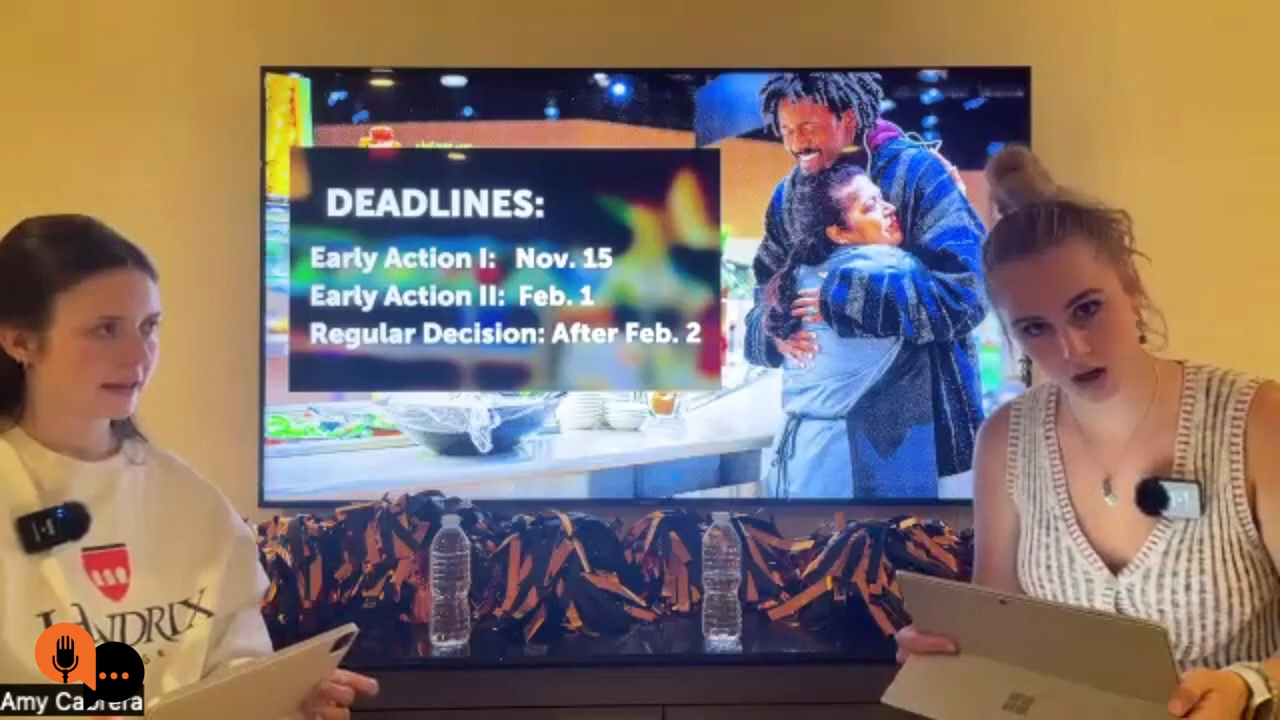 DEADLINES:
Early Action I: Nov. 15
Early Action II: Feb. 1
Regular Decision: After Feb. 2
HENDRIX
Amy Cabrera